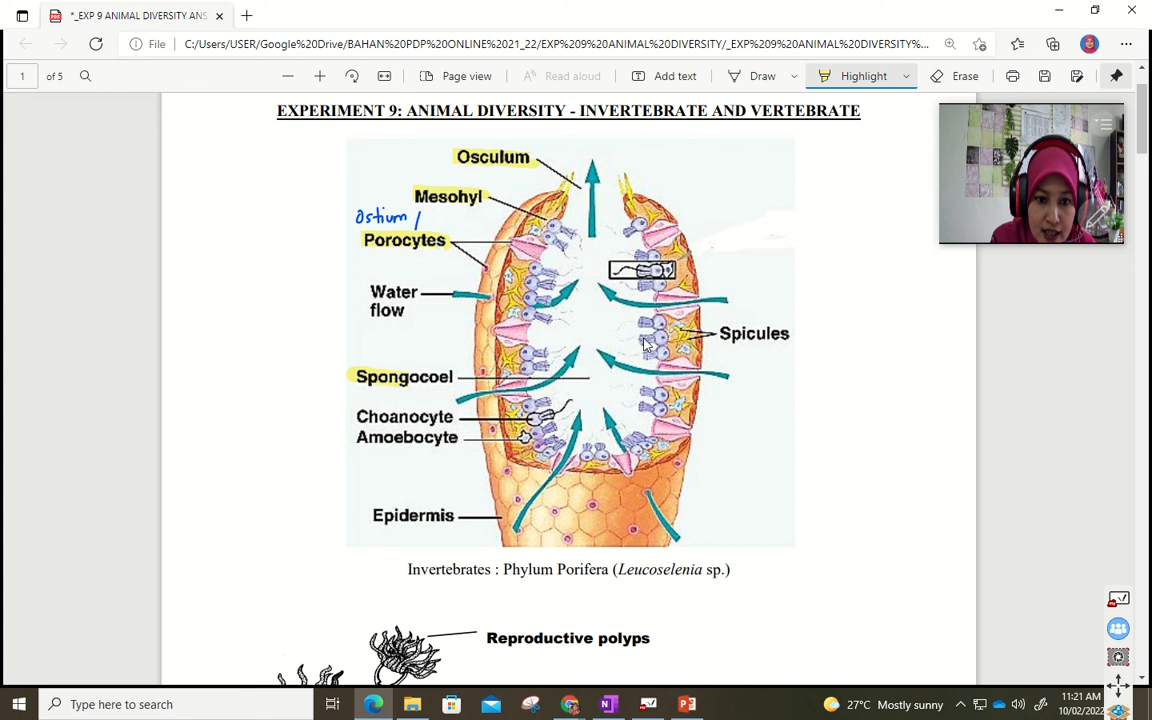 *_EXP 9 ANIMAL DIVERSITY ANS
File C:/Users/USER/Google%20Drive/BAHAN%20PDP%20ONLINE%202021_22/EXP%209%20ANIMAL%20DIVERSITY/_EXP%209%20ANIMAL%20DIVERSITY%...
1 of 5 Page view Read aloud Add text Draw Highlight Erase
EXPERIMENT 9: ANIMAL DIVERSITY - INVERTEBRATE AND VERTEBRATE
Osculum
Mesohyl
Ostium /
Porocytes
Water
flow
Spicules
Spongocoel
Choanocyte
Amoebocyte
Epidermis
Invertebrates : Phylum Porifera (Leucoselenia sp.)
Reproductive polyps
Type here to search
27°C Mostly sunny
11:21 AM
10/02/2022